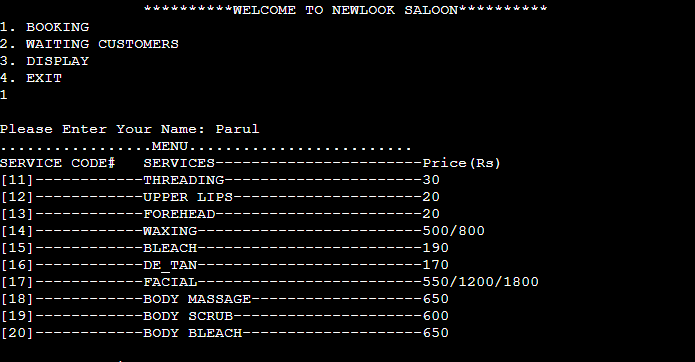 **********WELCOME TO NEWLOOK SALOON**********
1. BOOKING
2. WAITING CUSTOMERS
3. DISPLAY
4. EXIT
1
Please Enter Your Name: Parul
.................MENU.........................
SERVICE CODE#   SERVICES-----------------------Price(Rs)
[11]------------THREADING----------------------30
[12]------------UPPER LIPS---------------------20
[13]------------FOREHEAD-----------------------20
[14]------------WAXING-------------------------500/800
[15]------------BLEACH-------------------------190
[16]------------DE_TAN-------------------------170
[17]------------FACIAL-------------------------550/1200/1800
[18]------------BODY MASSAGE-------------------650
[19]------------BODY SCRUB---------------------600
[20]------------BODY BLEACH--------------------650